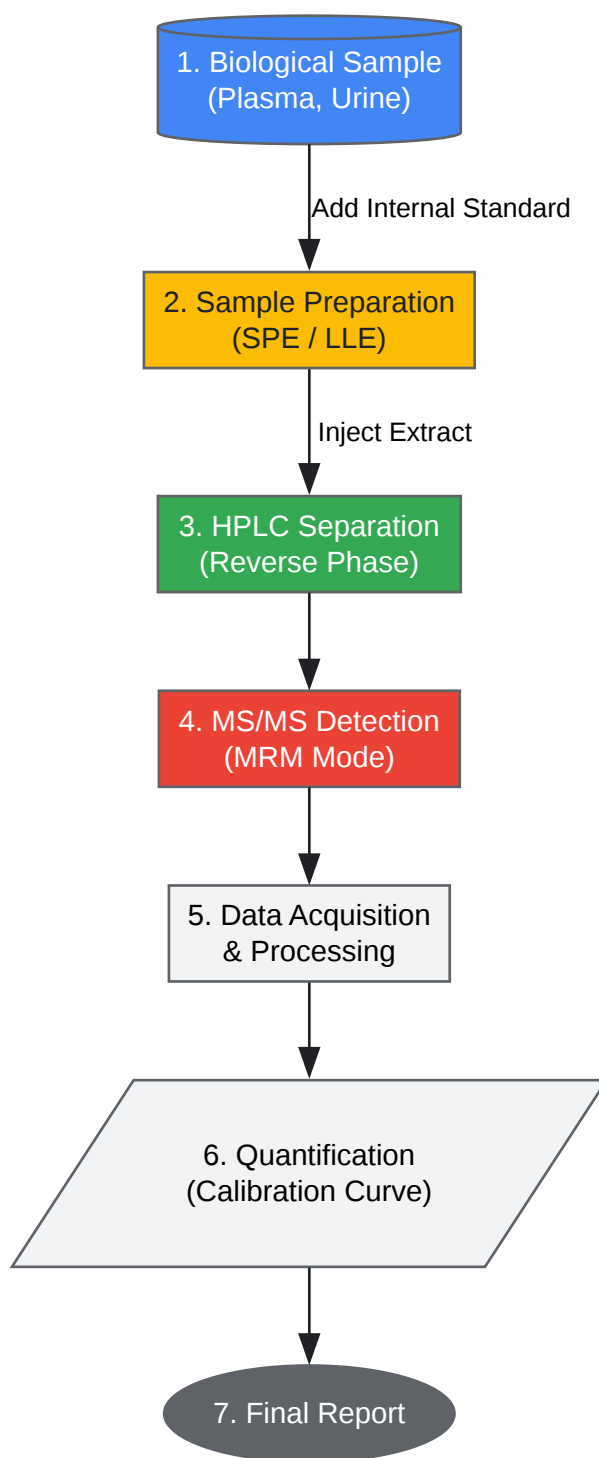 1. Biological Sample
(Plasma, Urine)
Add Internal Standard
2. Sample Preparation
(SPE / LLE)
Inject Extract
3. HPLC Separation
(Reverse Phase)
4. MS/MS Detection
(MRM Mode)
5. Data Acquisition
& Processing
6. Quantification
(Calibration Curve)
7. Final Report